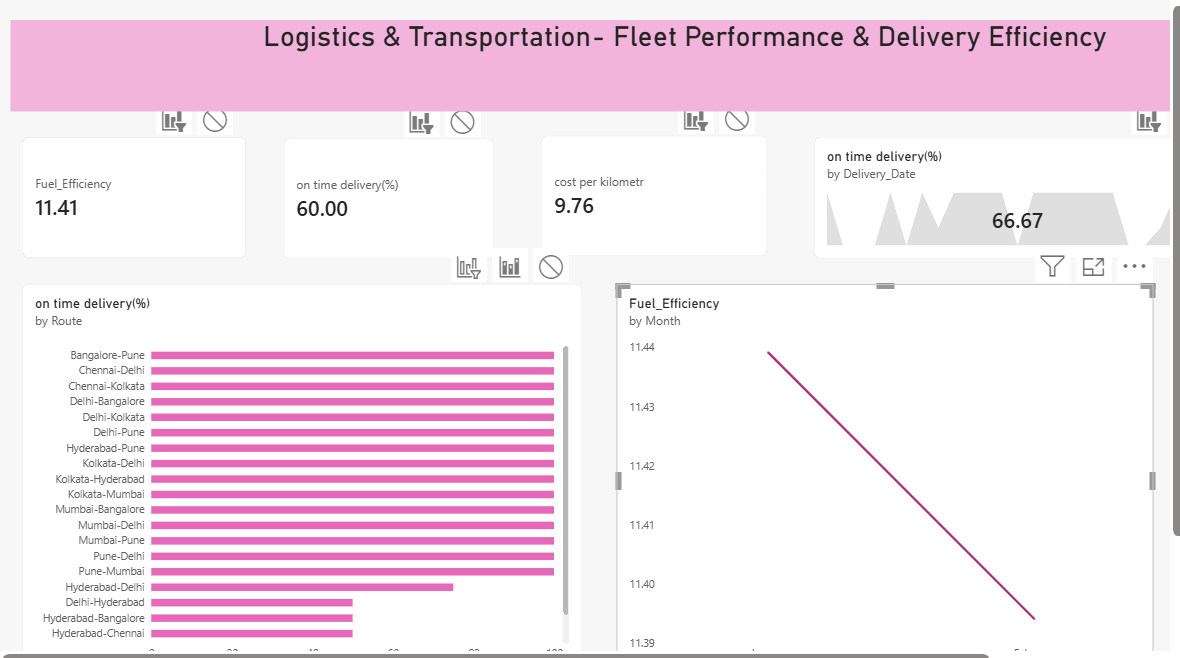 Logistics & Transportation- Fleet Performance & Delivery Efficiency
Fuel_Efficiency
11.41
on time delivery(%)
60.00
cost per kilometr
9.76
on time delivery(%)
by Delivery_Date
66.67
on time delivery(%)
by Route
Bangalore-Pune
Chennai-Delhi
Chennai-Kolkata
Delhi-Bangalore
Delhi-Kolkata
Delhi-Pune
Hyderabad-Pune
Kolkata-Delhi
Kolkata-Hyderabad
Kolkata-Mumbai
Mumbai-Bangalore
Mumbai-Delhi
Mumbai-Pune
Pune-Delhi
Pune-Mumbai
Hyderabad-Delhi
Delhi-Hyderabad
Hyderabad-Bangalore
Hyderabad-Chennai
Fuel_Efficiency
by Month
11.44
11.43
11.42
11.41
11.40
11.39